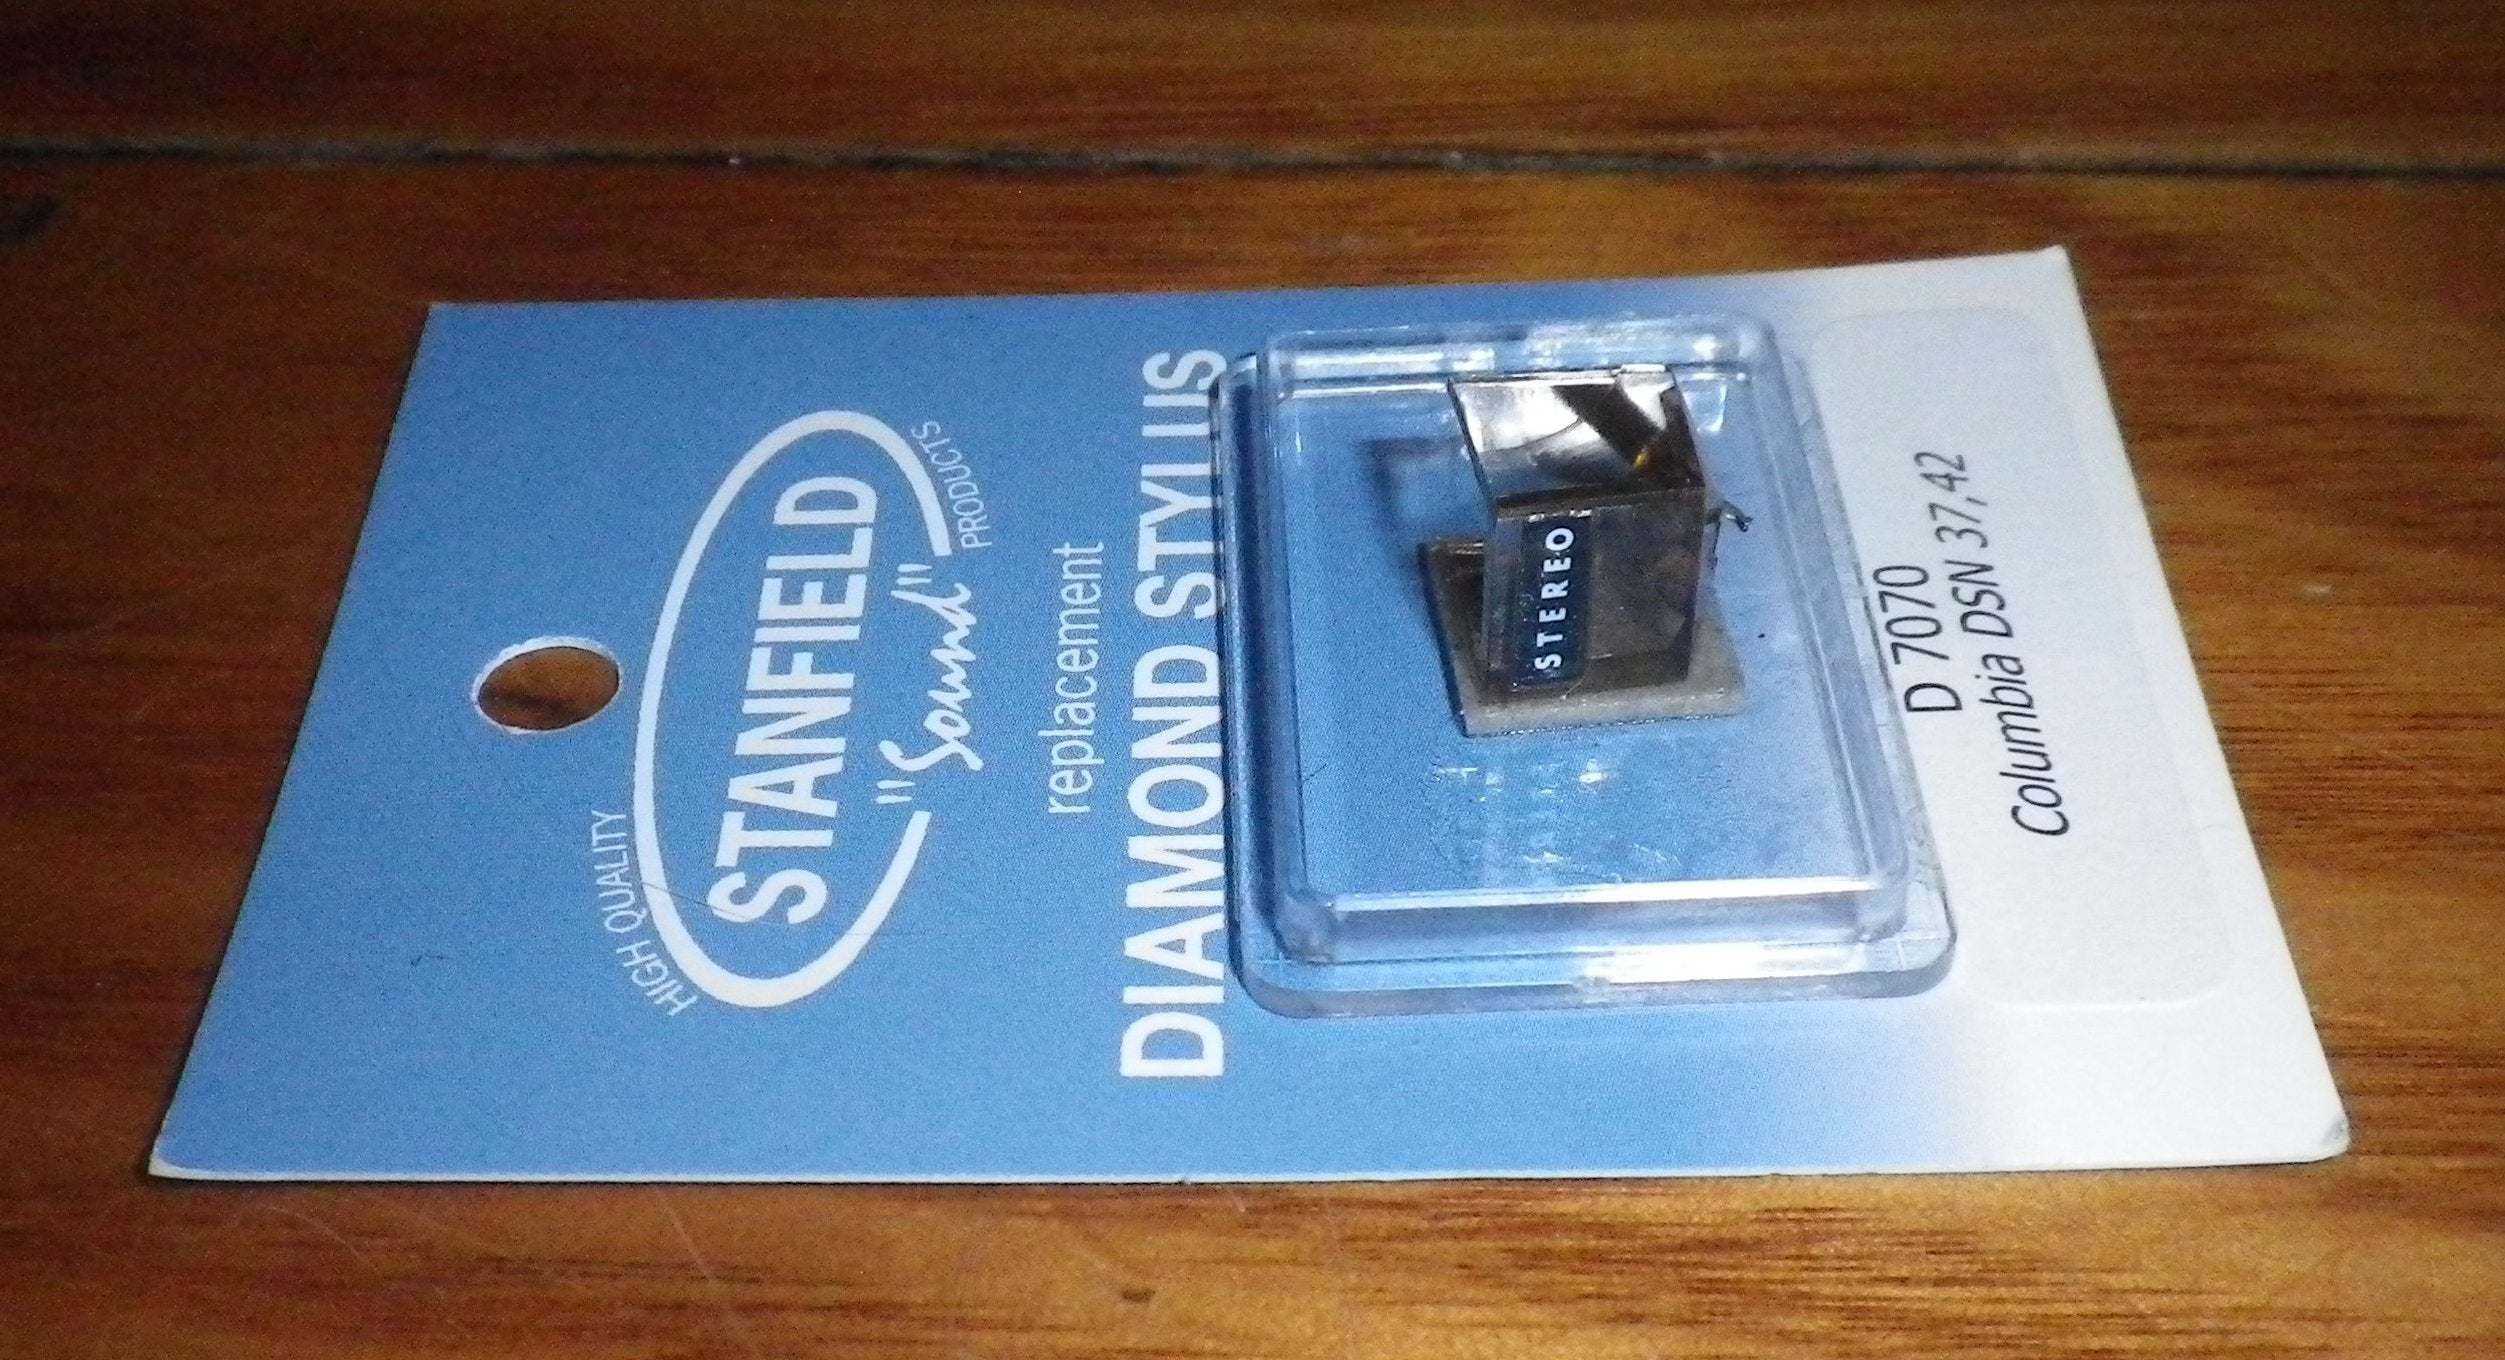 HIGH QUALITY
STANFIELD
"Sound"
PRODUCTS
replacement
DIAMOND STYLUS
STEREO
D 7070
Columbia DSN 37,42